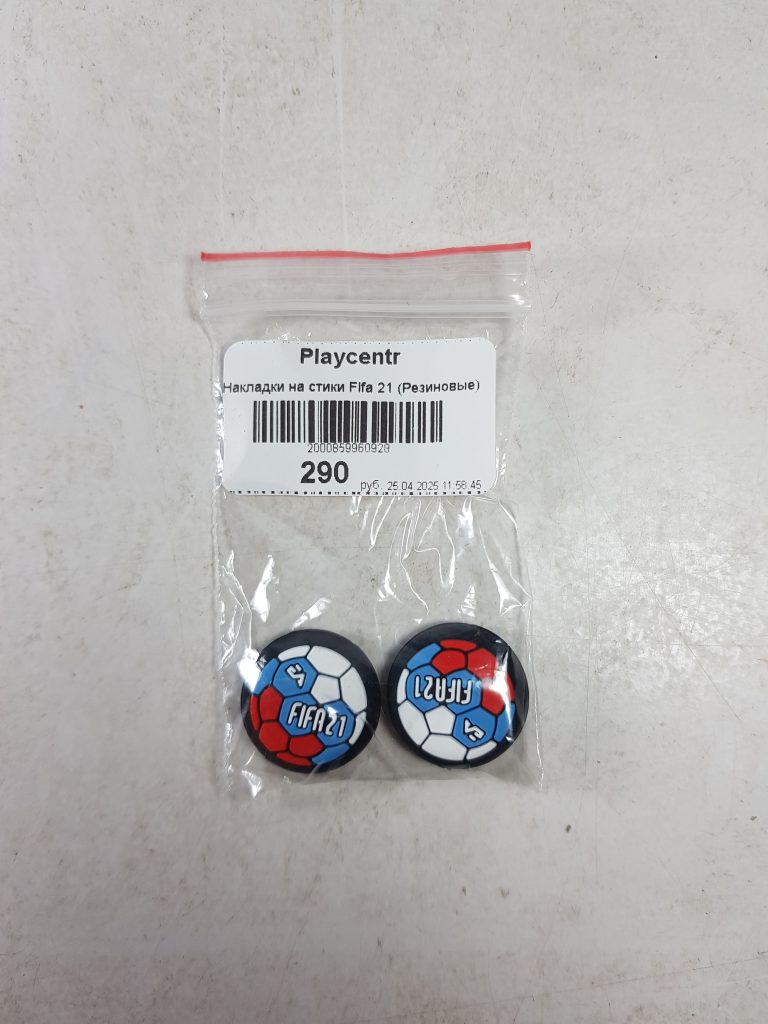 Playcentr
Накладки на стики Fifa 21 (Резиновые)
2000859960928
290 руб. 25.04.2025 11:58:45
EA
FIFA21
FIFA21
EA